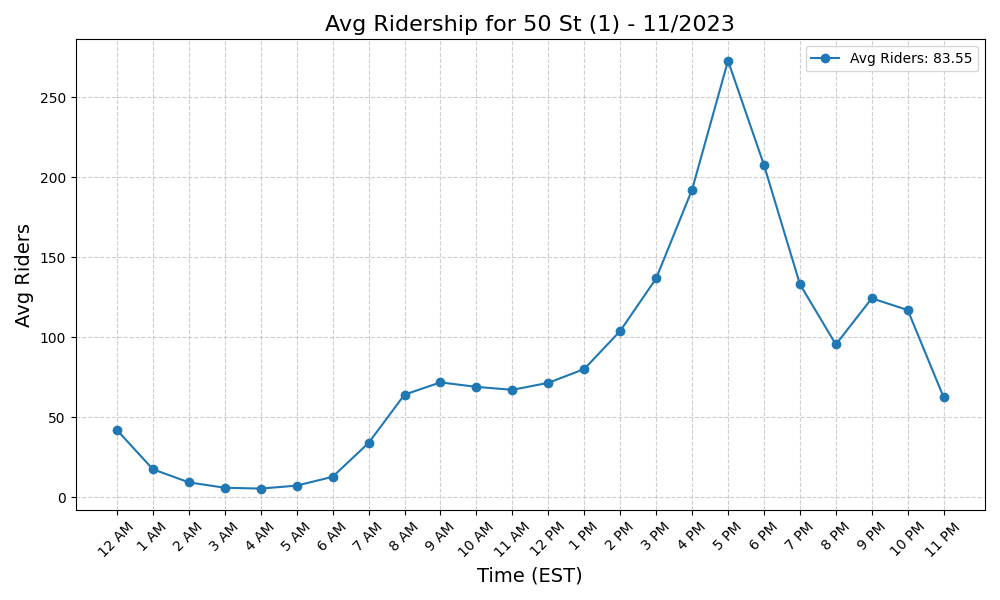 Avg Ridership for 50 St (1) - 11/2023
Avg Riders: 83.55
Avg Riders
250
200
150
100
50
0
12 AM
1 AM
2 AM
3 AM
4 AM
5 AM
6 AM
7 AM
8 AM
9 AM
10 AM
11 AM
12 PM
1 PM
2 PM
3 PM
4 PM
5 PM
6 PM
7 PM
8 PM
9 PM
10 PM
11 PM
Time (EST)